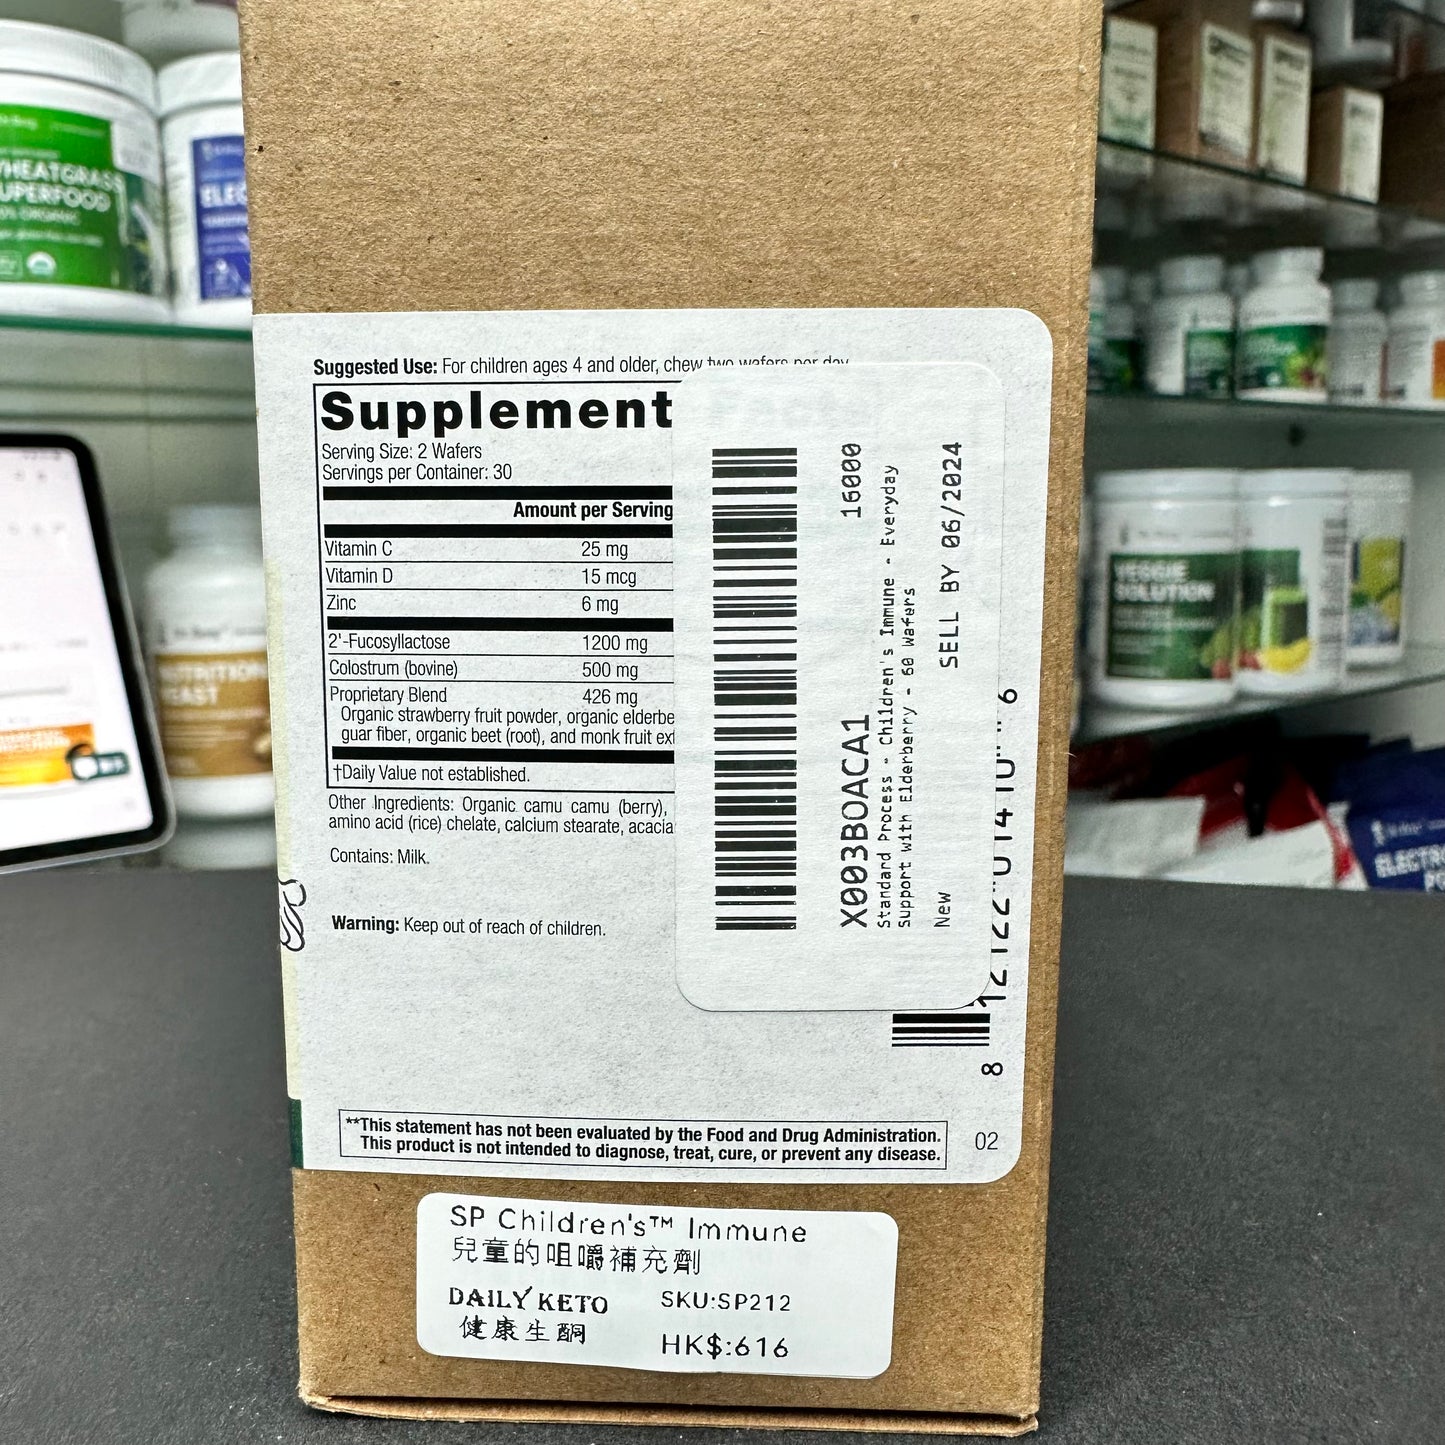 Suggested Use: For children ages 4 and older, chew two wafers per day
Supplement
Serving Size: 2 Wafers
Servings per Container: 30
Amount per Serving
Vitamin C 25 mg
Vitamin D 15 mcg
Zinc 6 mg
2'-Fucosyllactose 1200 mg
Colostrum (bovine) 500 mg
Proprietary Blend 426 mg
Organic strawberry fruit powder, organic
guar fiber, organic beet (root), and monk fruit
†Daily Value not established.
Other Ingredients: Organic camu camu (berry),
amino acid (rice) chelate, calcium stearate, acacia
Contains: Milk.
Warning: Keep out of reach of children.
X003BOACA1 16000
Standard Process - Children's Immune - Everyday
Support with Elderberry - 60 Wafers
New SELL BY 06/2024
8
6
**This statement has not been evaluated by the Food and Drug Administration.
This product is not intended to diagnose, treat, cure, or prevent any disease.
02
SP Children's™ Immune
兒童的咀嚼補充劑
DAILY KETO SKU:SP212
健康生酮 HK$:616
SUPERFOOD
VEGGIE
SOLUTION